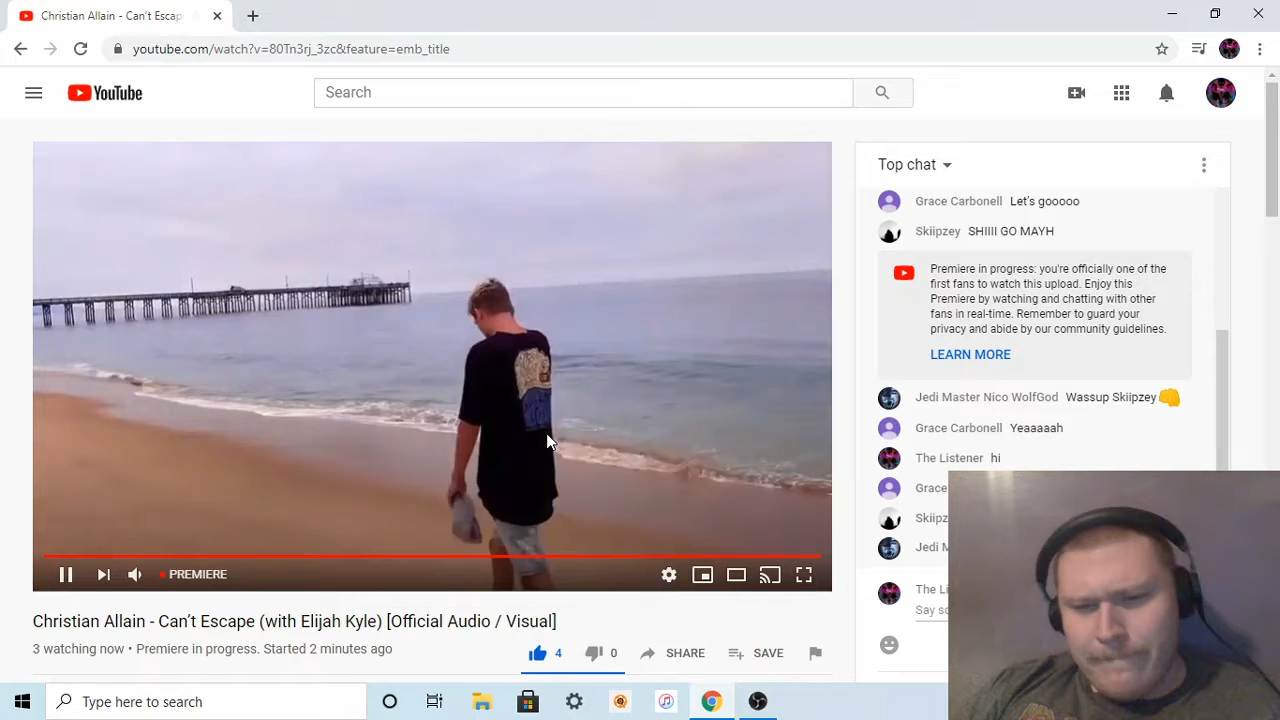 Christian Allain - Can't Escap
youtube.com/watch?v=80Tn3rj_3zc&feature=emb_title
YouTube
Search
Top chat
Grace Carbonell Let's gooooo
Skiipzey SHIIII GO MAYH
Premiere in progress: you're officially one of the
first fans to watch this upload. Enjoy this
Premiere by watching and chatting with other
fans in real-time. Remember to guard your
privacy and abide by our community guidelines.
LEARN MORE
Jedi Master Nico WolfGod Wassup Skiipzey
Grace Carbonell Yeaaaaah
The Listener hi
Grace
Skiipz
Jedi M
The Li
Say so
PREMIERE
Christian Allain - Can't Escape (with Elijah Kyle) [Official Audio / Visual]
3 watching now • Premiere in progress. Started 2 minutes ago
4 0 SHARE SAVE
Type here to search